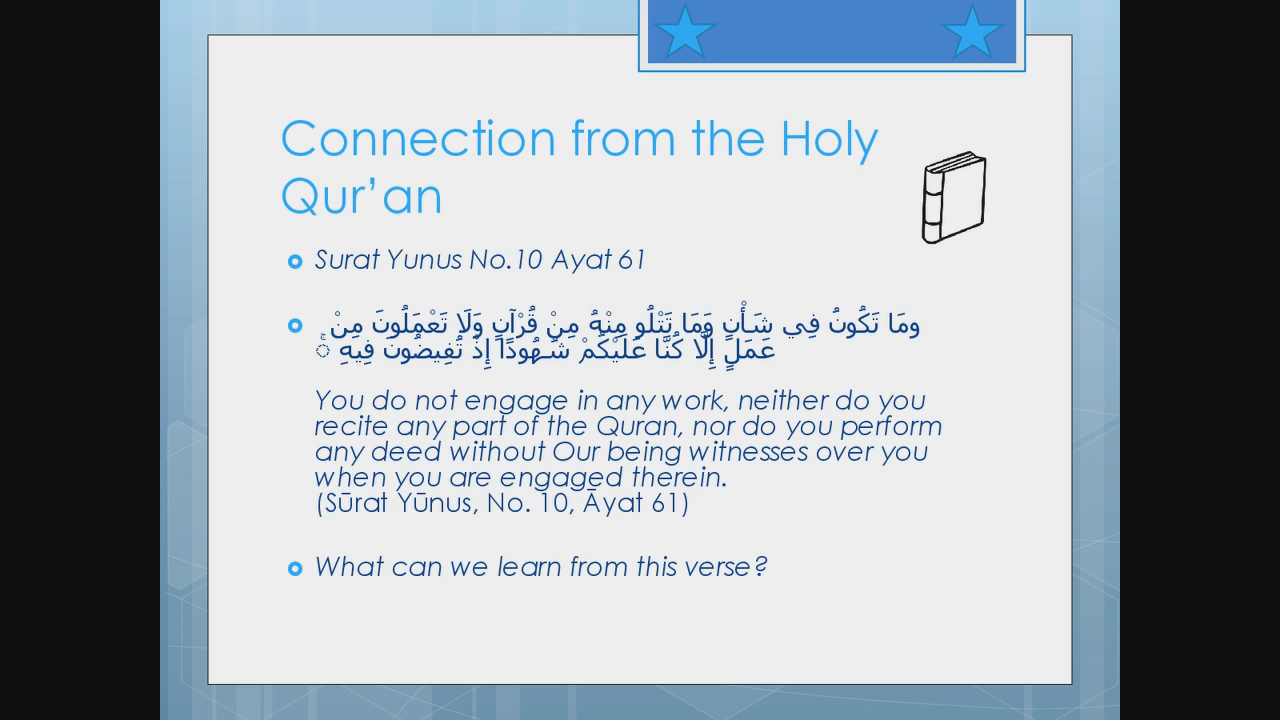 Connection from the Holy
Qur’an
Surat Yunus No.10 Ayat 61
ومَا تَكُونُ فِي شَأْنٍ وَمَا تَتْلُو مِنْهُ مِنْ قُرْآنٍ وَلَا تَعْمَلُونَ مِنْ
عَمَلٍ إِلَّا كُنَّا عَلَيْكُمْ شُهُودًا إِذْ تُفِيضُونَ فِيهِ ۚ
You do not engage in any work, neither do you
recite any part of the Quran, nor do you perform
any deed without Our being witnesses over you
when you are engaged therein.
(Sūrat Yūnus, No. 10, Āyat 61)
What can we learn from this verse?